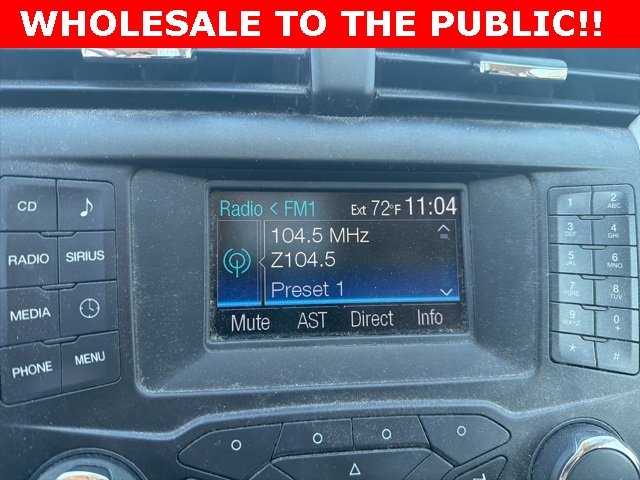 WHOLESALE TO THE PUBLIC!!
Radio < FM1 Ext 72°F 11:04
104.5 MHz
Z104.5
Preset 1
Mute AST Direct Info
CD
RADIO SIRIUS
MEDIA
PHONE MENU
1 2 ABC
3 DEF 4 GHI
5 JKL 6 MNO
7 PQRS 8 TUV
9 WXYZ 0 +
* #